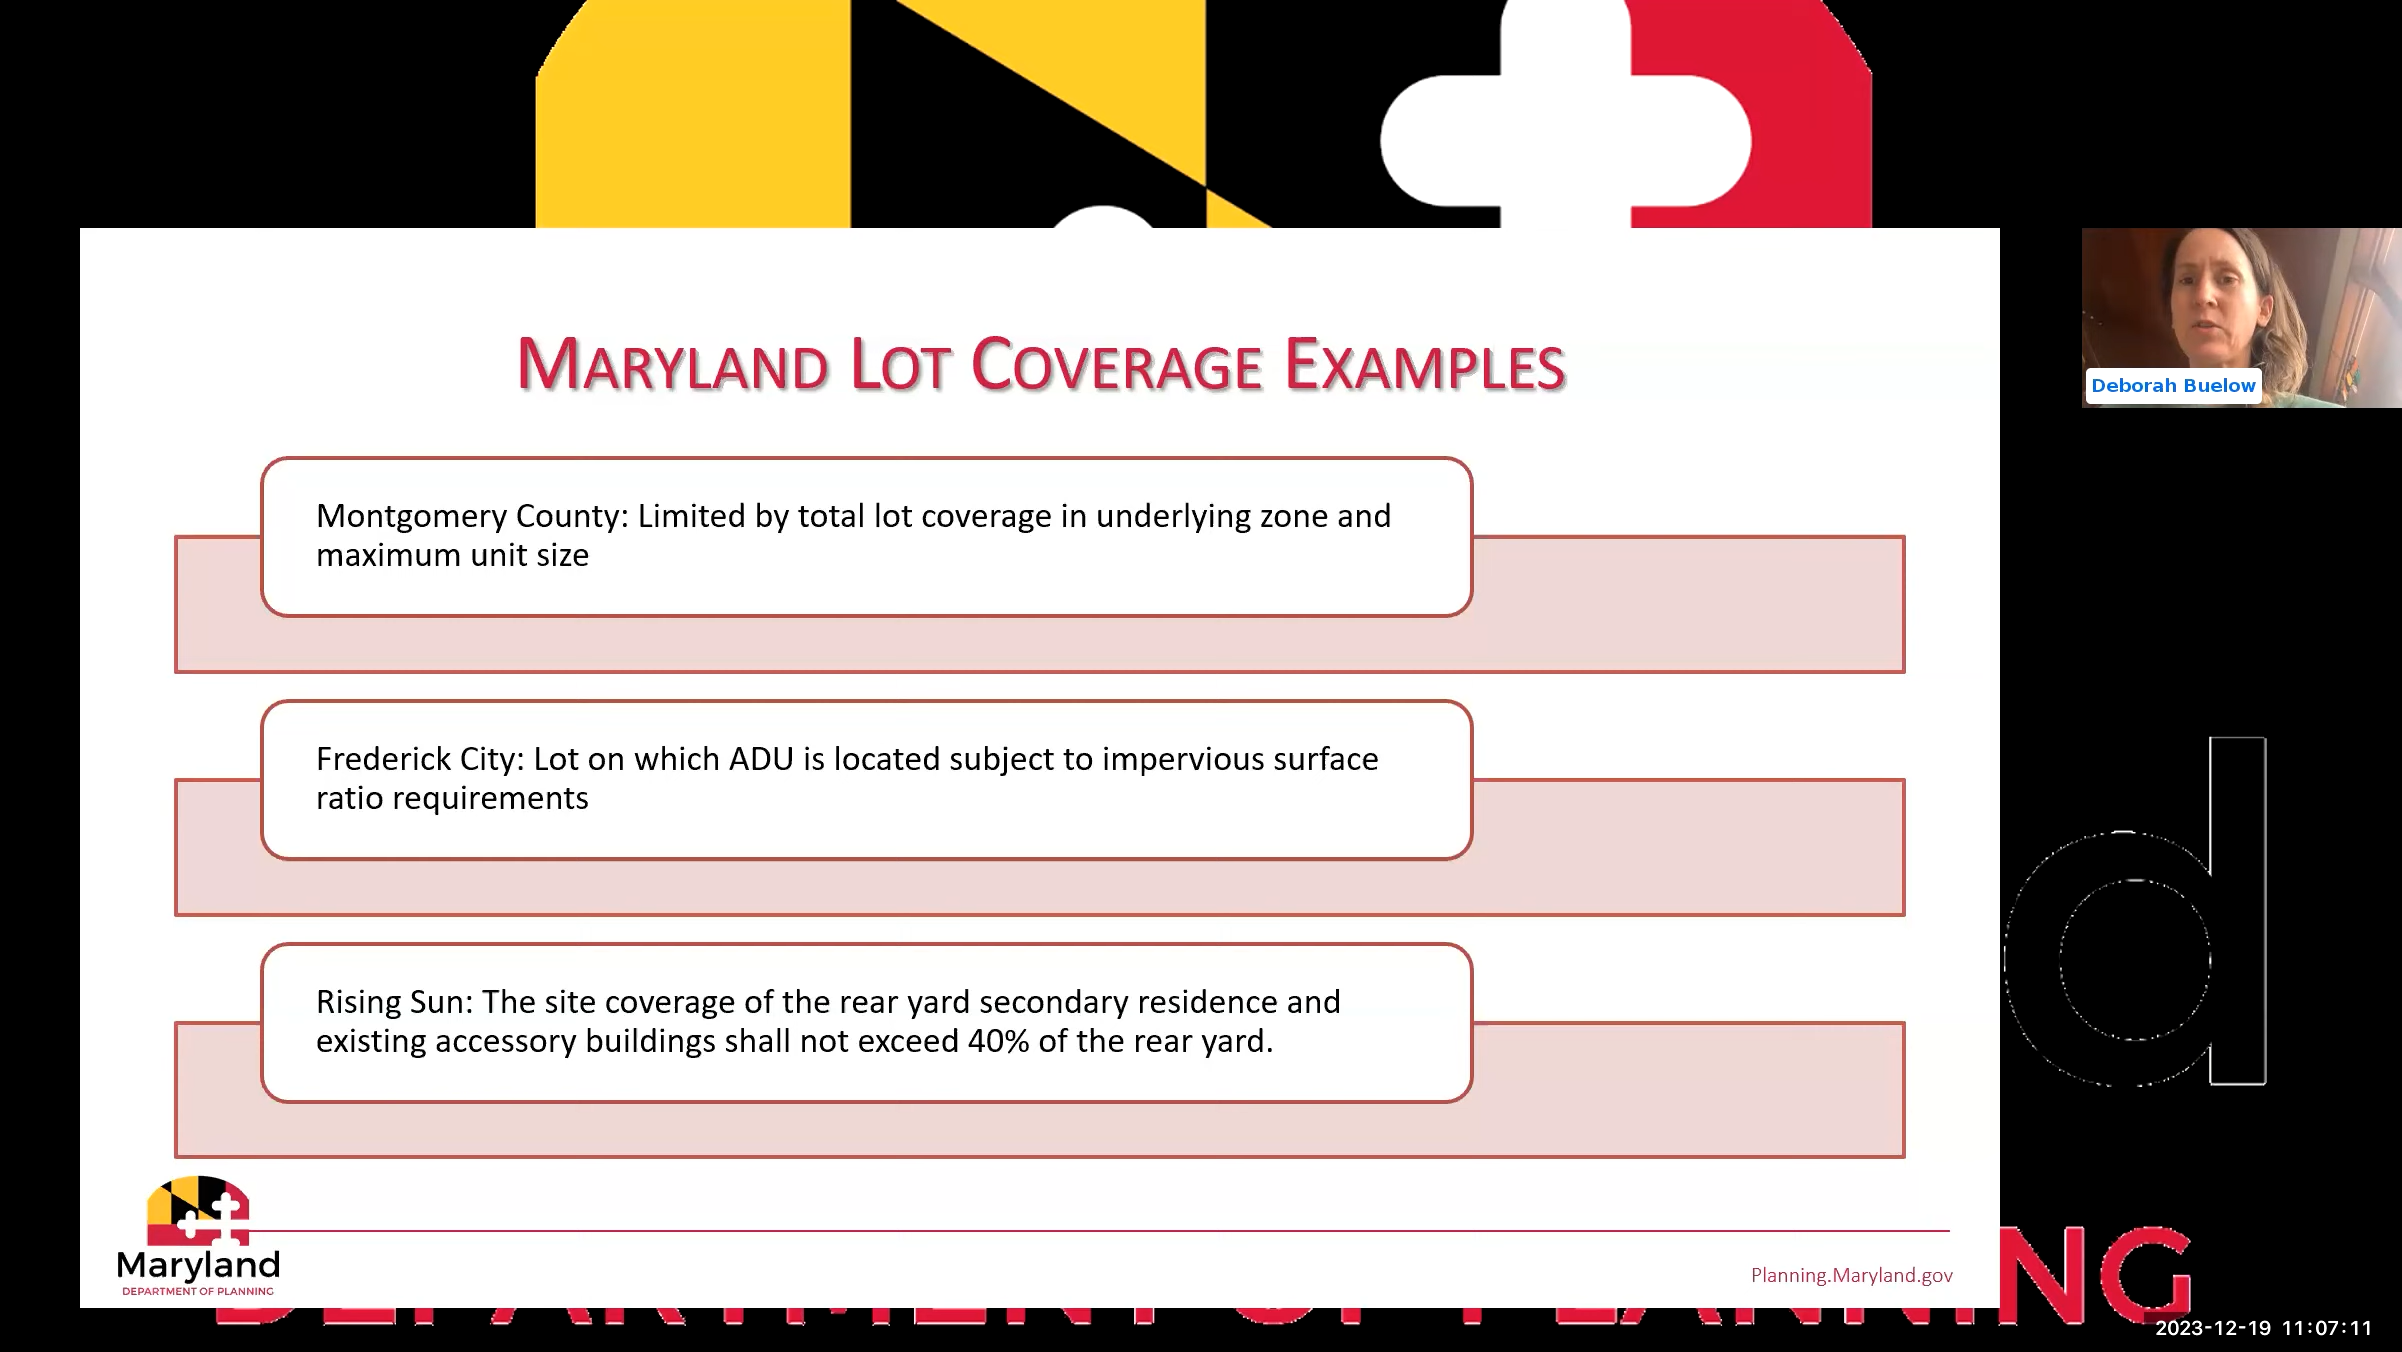 MARYLAND LOT COVERAGE EXAMPLES
Deborah Buelow
Montgomery County: Limited by total lot coverage in underlying zone and
maximum unit size
Frederick City: Lot on which ADU is located subject to impervious surface
ratio requirements
Rising Sun: The site coverage of the rear yard secondary residence and
existing accessory buildings shall not exceed 40% of the rear yard.
d
Maryland
DEPARTMENT OF PLANNING
Planning.Maryland.gov
DEPARTMENT OF PLANNING
2023-12-19 11:07:11